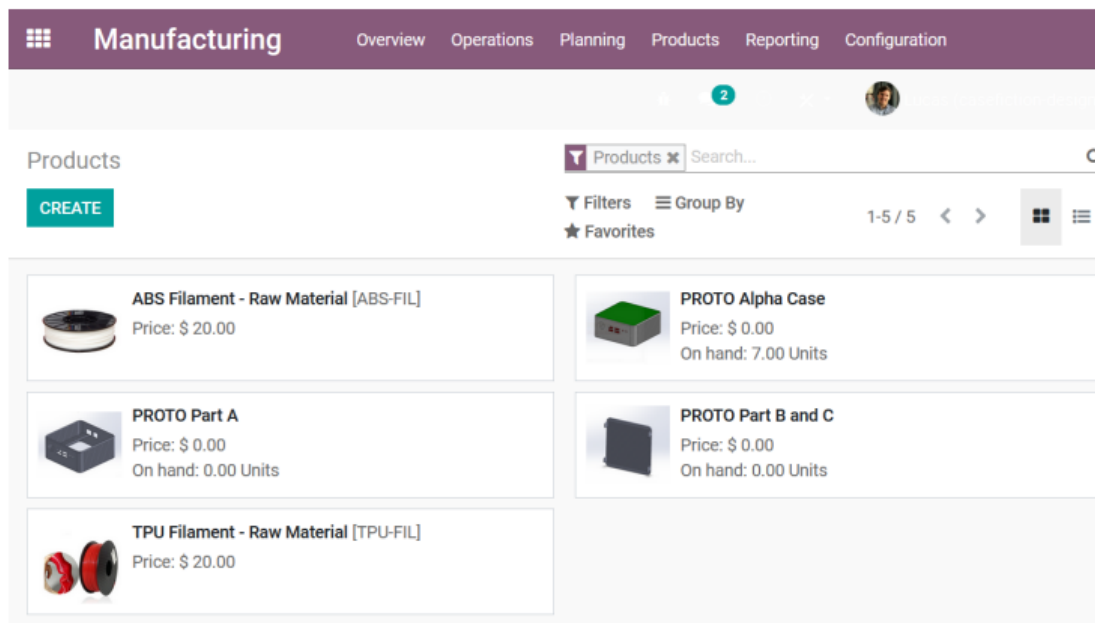 Manufacturing Overview Operations Planning Products Reporting Configuration
2
Products
Products Search...
CREATE
Filters Group By
Favorites
1-5 / 5
ABS Filament - Raw Material [ABS-FIL]
Price: $ 20.00
PROTO Alpha Case
Price: $ 0.00
On hand: 7.00 Units
PROTO Part A
Price: $ 0.00
On hand: 0.00 Units
PROTO Part B and C
Price: $ 0.00
On hand: 0.00 Units
TPU Filament - Raw Material [TPU-FIL]
Price: $ 20.00